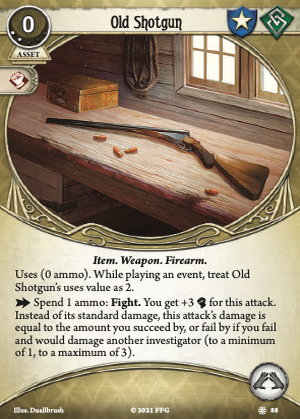 0
Old Shotgun
ASSET
Item. Weapon. Firearm.
Uses (0 ammo). While playing an event, treat Old
Shotgun’s uses value as 2.
Spend 1 ammo: Fight. You get +3 for this attack.
Instead of its standard damage, this attack’s damage is
equal to the amount you succeed by, or fail by if you fail
and would damage another investigator (to a minimum
of 1, to a maximum of 3).
Illus. Duallbrush
© 2021 FFG
88